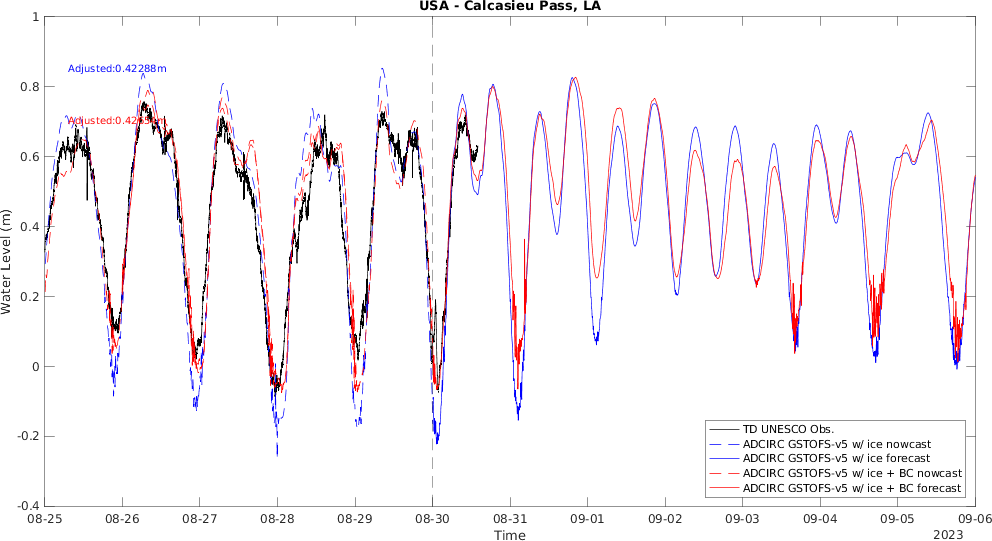 USA - Calcasieu Pass, LA
1
0.8
0.6
0.4
0.2
0
-0.2
-0.4
Water Level (m)
Adjusted:0.42288m
08-25
08-26
08-27
08-28
08-29
08-30
08-31
09-01
09-02
09-03
09-04
09-05
09-06
Time
2023
TD UNESCO Obs.
ADCIRC GSTOFS-v5 w/ ice nowcast
ADCIRC GSTOFS-v5 w/ ice forecast
ADCIRC GSTOFS-v5 w/ ice + BC nowcast
ADCIRC GSTOFS-v5 w/ ice + BC forecast